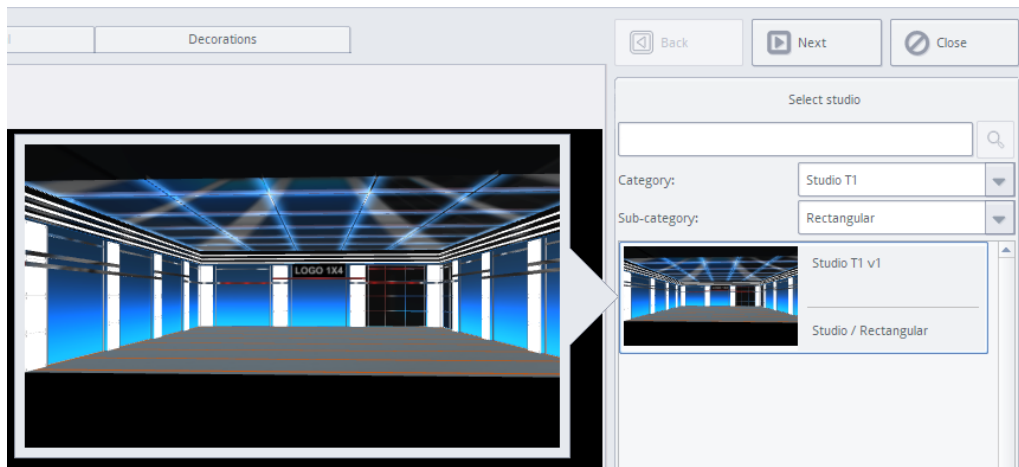 Decorations
Back
Next
Close
Select studio
Category:
Studio T1
Sub-category:
Rectangular
LOGO 1X4
Studio T1 v1
Studio / Rectangular